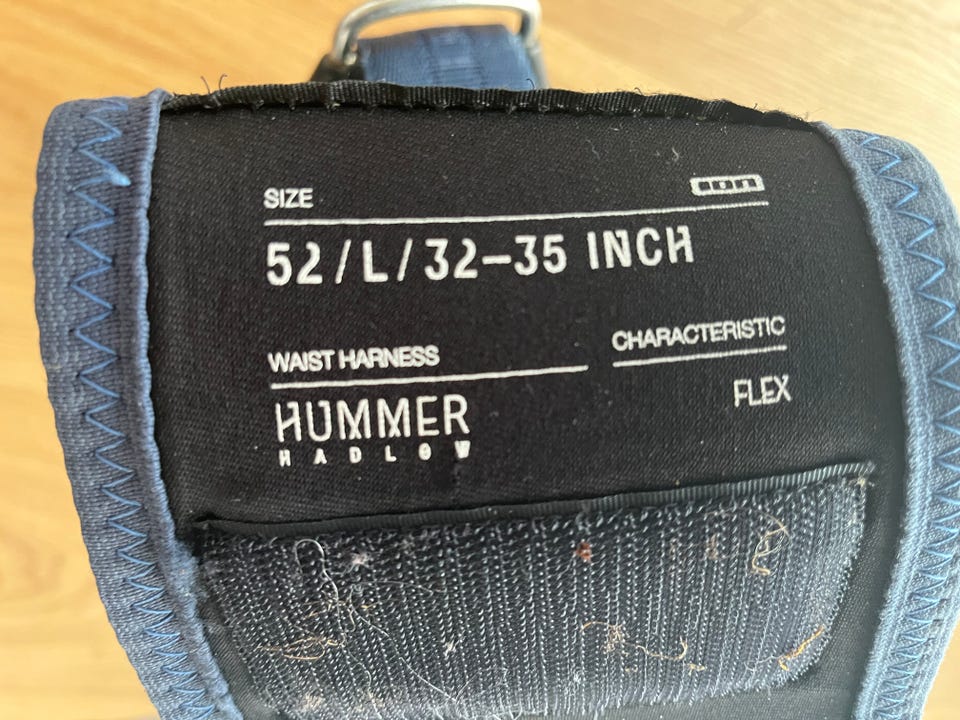 SIZE
ION
52/L/32–35 INCH
WAIST HARNESS
CHARACTERISTIC
HUMMER
FLEX
HADLOW